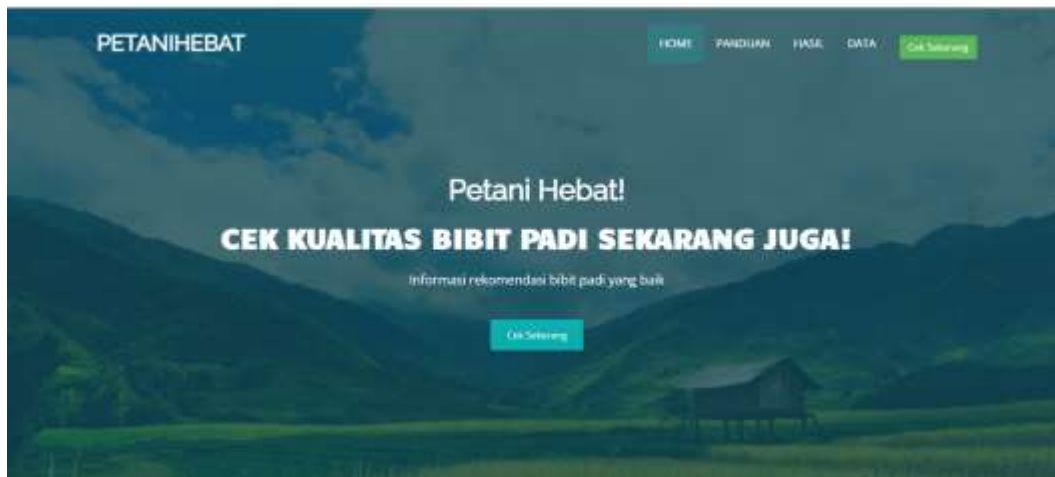 PETANIHEBAT
HOME PANDUAN HASIL DATA Cek Sekarang
Petani Hebat!
CEK KUALITAS BIBIT PADI SEKARANG JUGA!
Informasi rekomendasi bibit padi yang baik
Cek Sekarang